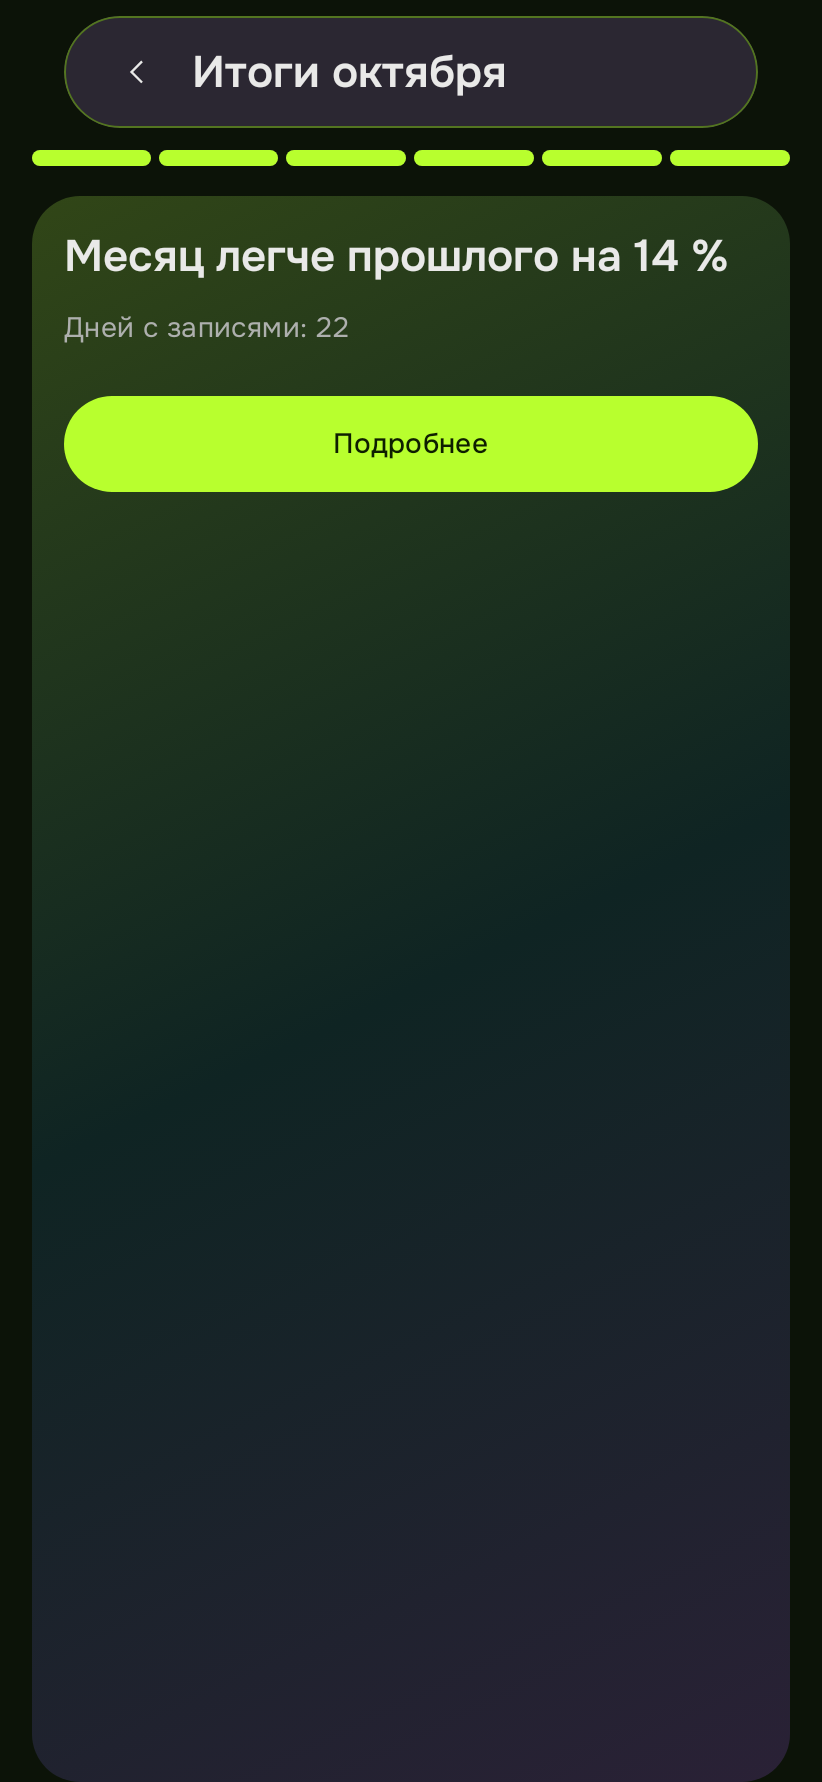 Итоги октября
Месяц легче прошлого на 14 %
Дней с записями: 22
Подробнее